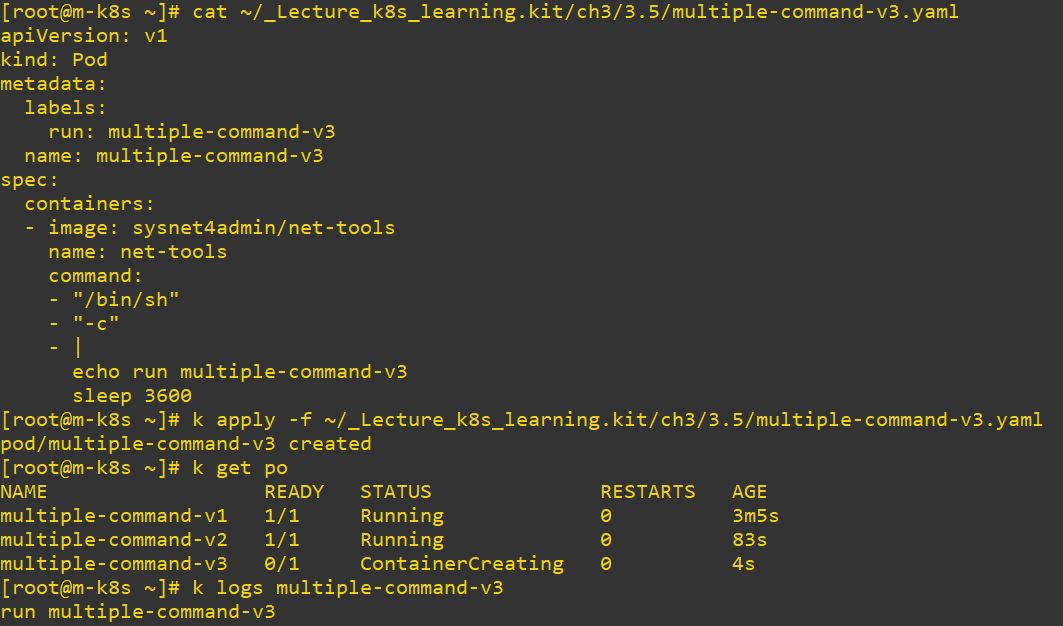 [root@m-k8s ~]# cat ~/_Lecture_k8s_learning.kit/ch3/3.5/multiple-command-v3.yaml
apiVersion: v1
kind: Pod
metadata:
  labels:
    run: multiple-command-v3
  name: multiple-command-v3
spec:
  containers:
  - image: sysnet4admin/net-tools
    name: net-tools
    command:
    - "/bin/sh"
    - "-c"
    - |
      echo run multiple-command-v3
      sleep 3600
[root@m-k8s ~]# k apply -f ~/_Lecture_k8s_learning.kit/ch3/3.5/multiple-command-v3.yaml
pod/multiple-command-v3 created
[root@m-k8s ~]# k get po
NAME                  READY   STATUS              RESTARTS   AGE
multiple-command-v1   1/1     Running             0          3m5s
multiple-command-v2   1/1     Running             0          83s
multiple-command-v3   0/1     ContainerCreating   0          4s
[root@m-k8s ~]# k logs multiple-command-v3
run multiple-command-v3